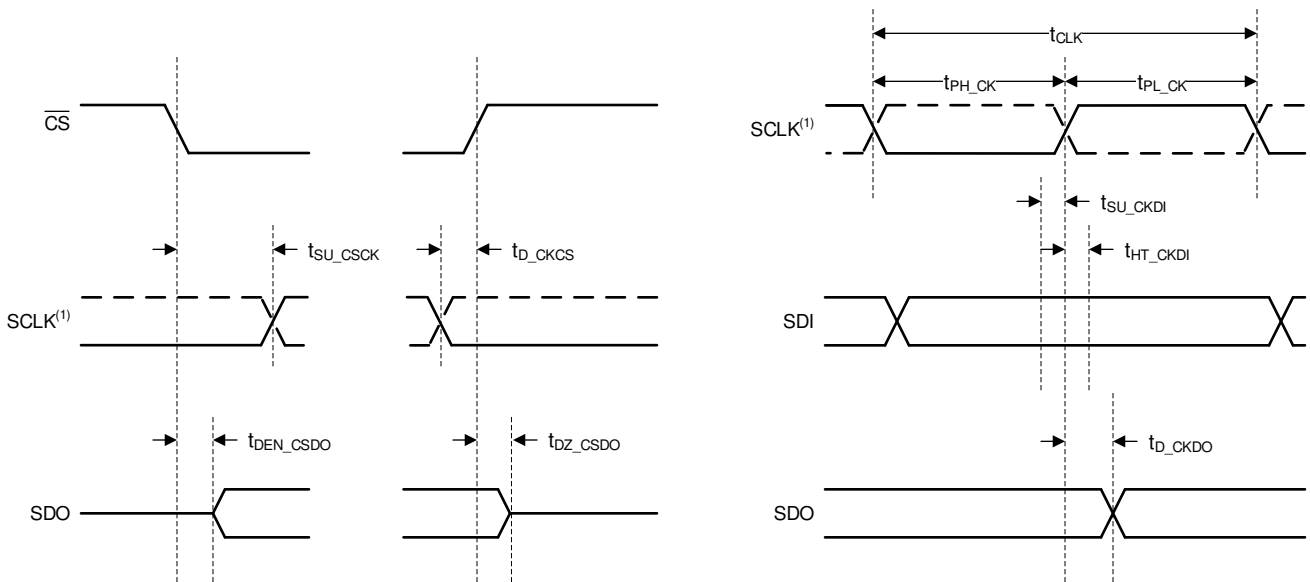 CS
SCLK(1)
SDO
tSU_CSCK
tD_CKCS
tDEN_CSDO
tDZ_CSDO
tCLK
tPH_CK
tPL_CK
SCLK(1)
tSU_CKDI
tHT_CKDI
SDI
tD_CKDO
SDO